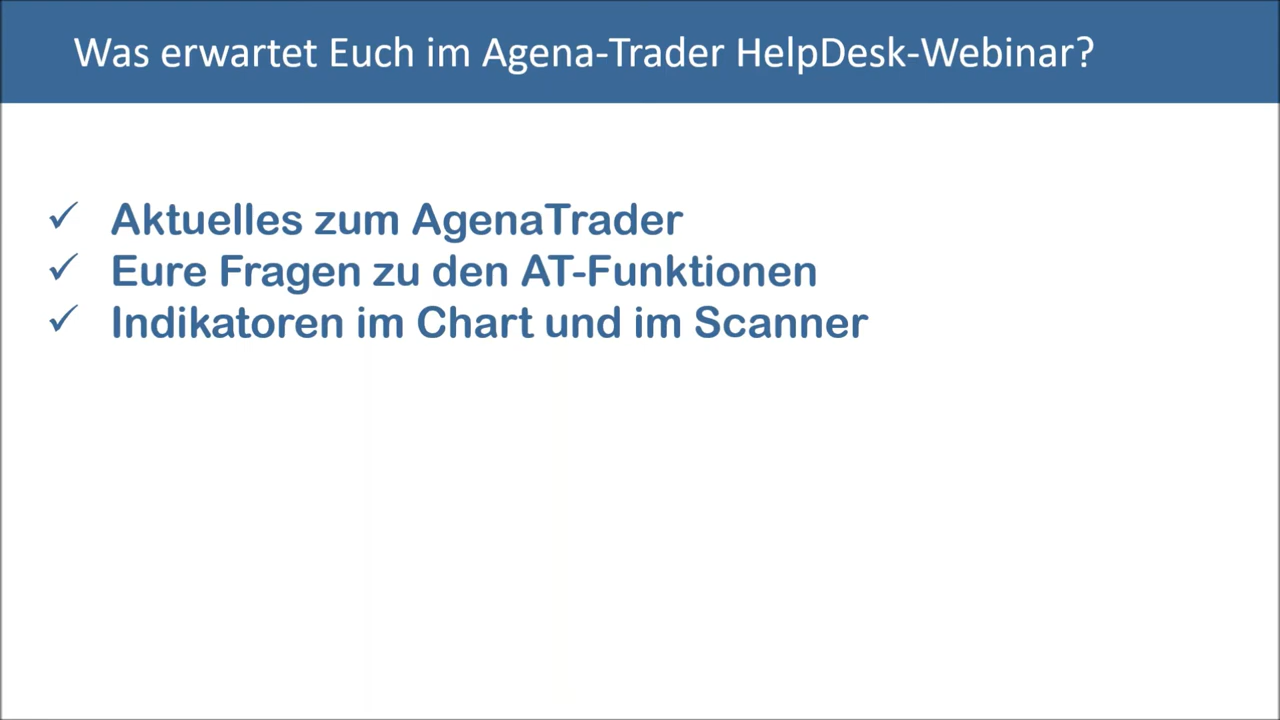 Was erwartet Euch im Agena-Trader HelpDesk-Webinar?
✓ Aktuelles zum AgenaTrader
✓ Eure Fragen zu den AT-Funktionen
✓ Indikatoren im Chart und im Scanner